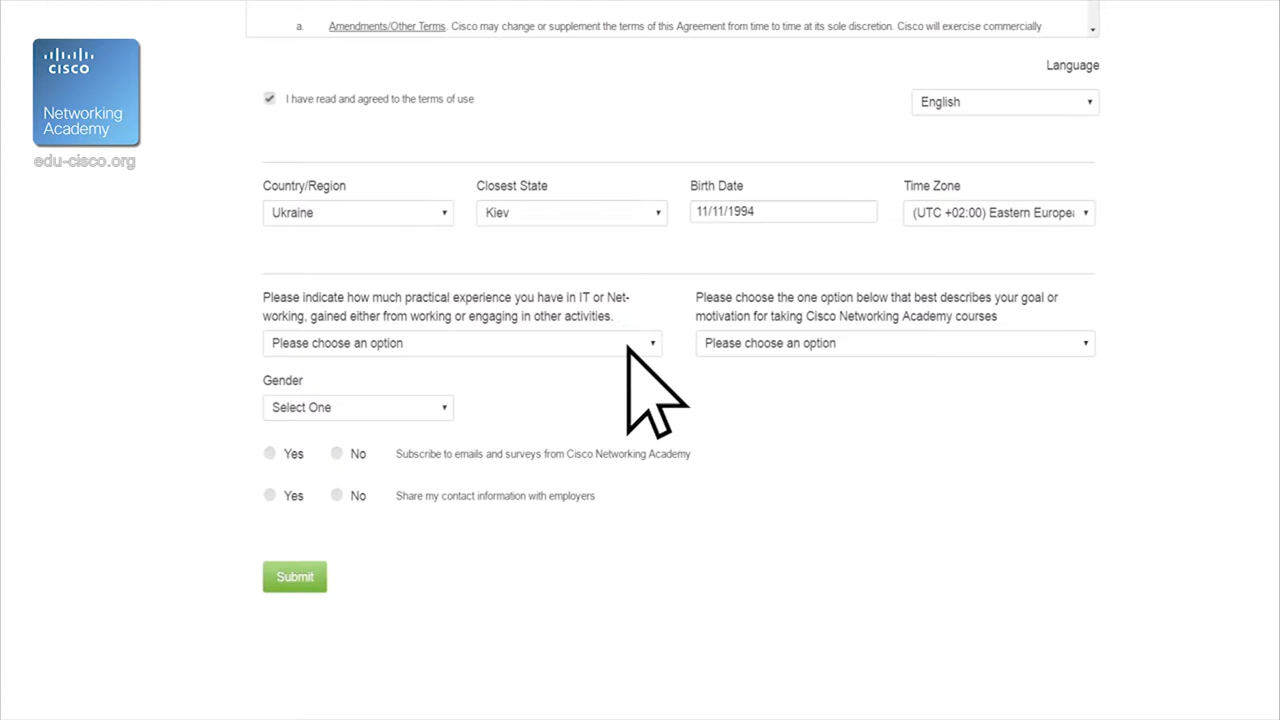 a. Amendments/Other Terms. Cisco may change or supplement the terms of this Agreement from time to time at its sole discretion. Cisco will exercise commercially
CISCO
Networking
Academy
edu-cisco.org
Language
I have read and agreed to the terms of use
English
Country/Region Closest State Birth Date Time Zone
Ukraine Kiev 11/11/1994 (UTC +02:00) Eastern Europea
Please indicate how much practical experience you have in IT or Net-
working, gained either from working or engaging in other activities.
Please choose an option
Please choose the one option below that best describes your goal or
motivation for taking Cisco Networking Academy courses
Please choose an option
Gender
Select One
Yes No Subscribe to emails and surveys from Cisco Networking Academy
Yes No Share my contact information with employers
Submit